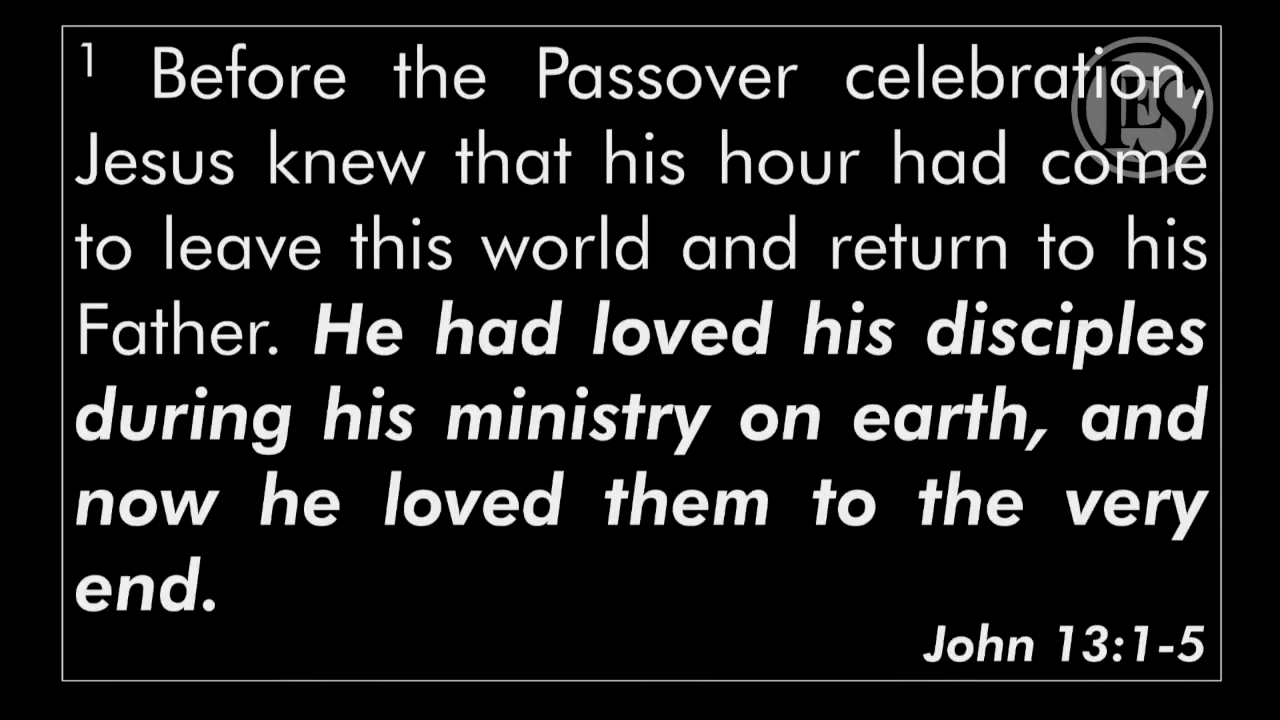 1 Before the Passover celebration,
Jesus knew that his hour had come
to leave this world and return to his
Father. He had loved his disciples
during his ministry on earth, and
now he loved them to the very
end.
John 13:1-5